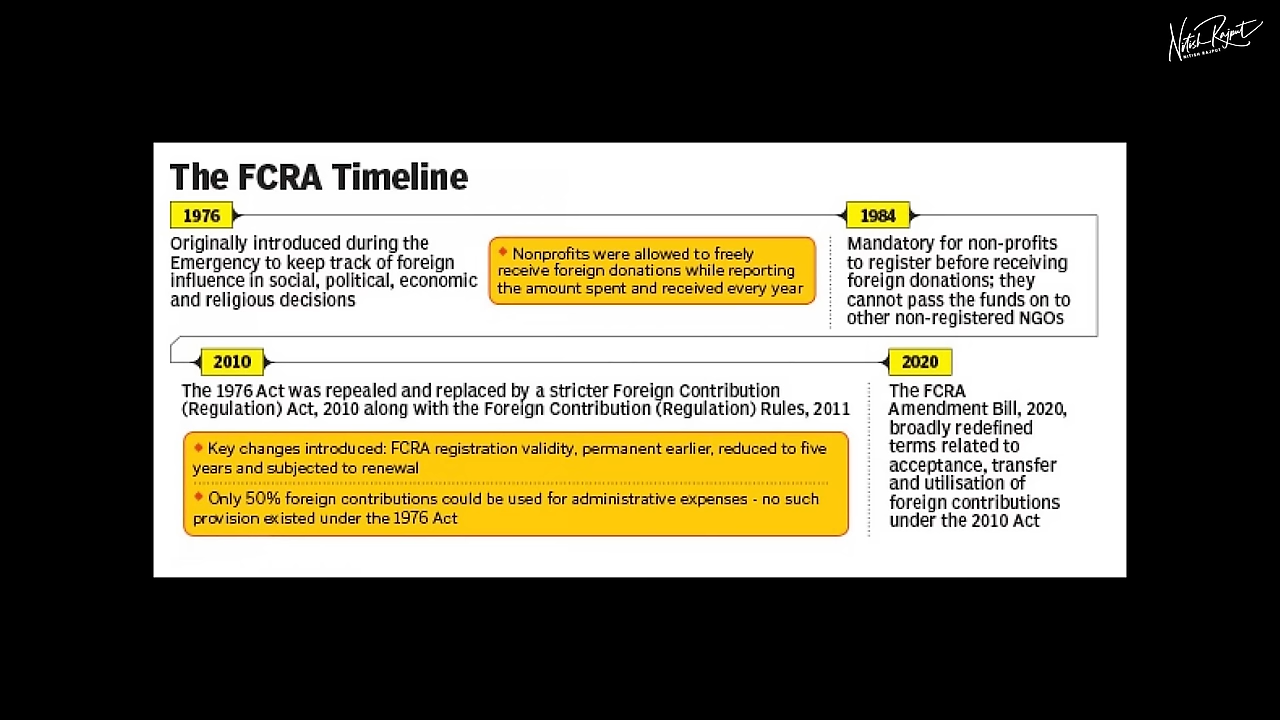 Nitish Rajput
NITISH RAJPUT
The FCRA Timeline
1976
Originally introduced during the
Emergency to keep track of foreign
influence in social, political, economic
and religious decisions
Nonprofits were allowed to freely
receive foreign donations while reporting
the amount spent and received every year
1984
Mandatory for non-profits
to register before receiving
foreign donations; they
cannot pass the funds on to
other non-registered NGOs
2010
The 1976 Act was repealed and replaced by a stricter Foreign Contribution
(Regulation) Act, 2010 along with the Foreign Contribution (Regulation) Rules, 2011
Key changes introduced: FCRA registration validity, permanent earlier, reduced to five
years and subjected to renewal
Only 50% foreign contributions could be used for administrative expenses - no such
provision existed under the 1976 Act
2020
The FCRA
Amendment Bill, 2020,
broadly redefined
terms related to
acceptance, transfer
and utilisation of
foreign contributions
under the 2010 Act